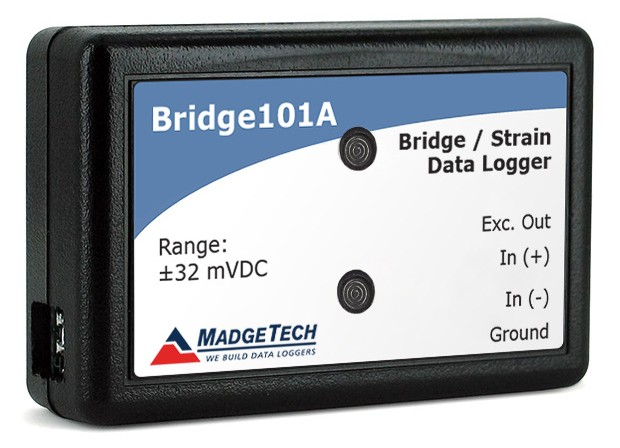 Bridge101A
Bridge / Strain
Data Logger
Range:
±32 mVDC
Exc. Out
In (+)
In (-)
Ground
MADGETECH
WE BUILD DATA LOGGERS